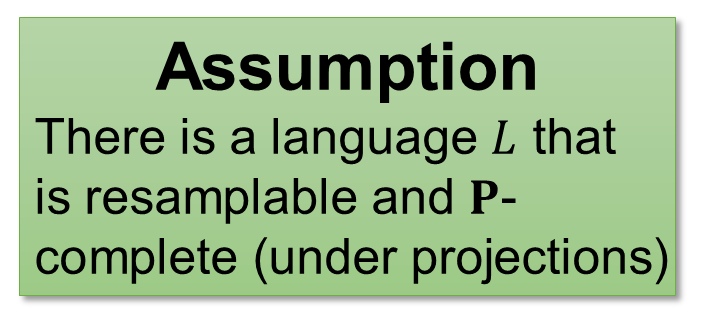 Assumption
There is a language L that
is resamplable and P-
complete (under projections)